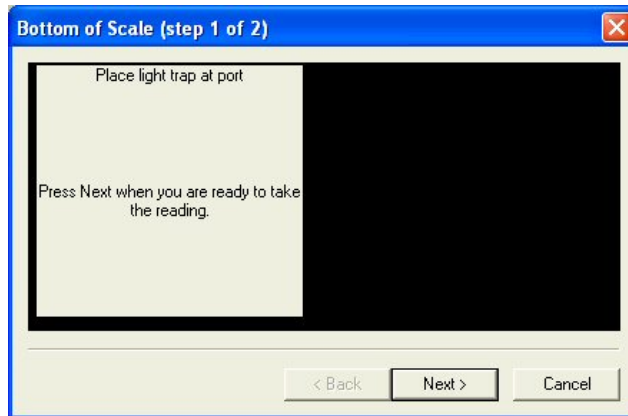 Bottom of Scale (step 1 of 2)
Place light trap at port
Press Next when you are ready to take
the reading.
< Back
Next >
Cancel